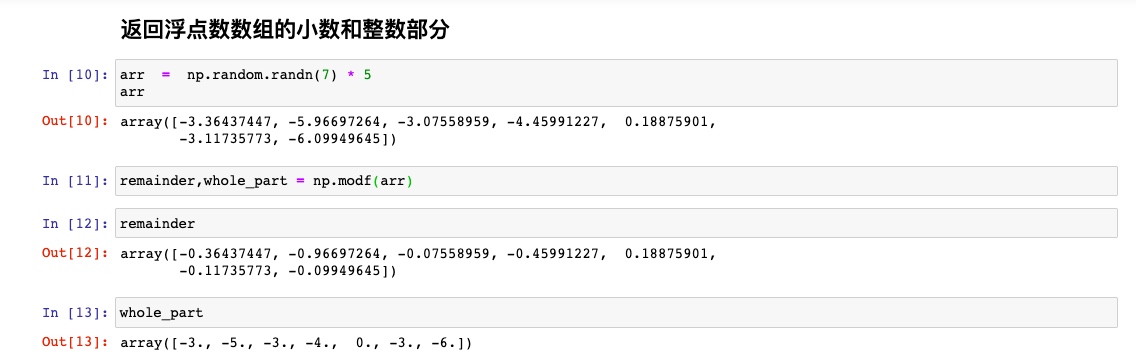 返回浮点数数组的小数和整数部分
In [10]: arr  =  np.random.randn(7) * 5
arr
Out[10]: array([-3.36437447, -5.96697264, -3.07558959, -4.45991227,  0.18875901,
-3.11735773, -6.09949645])
In [11]: remainder,whole_part = np.modf(arr)
In [12]: remainder
Out[12]: array([-0.36437447, -0.96697264, -0.07558959, -0.45991227,  0.18875901,
-0.11735773, -0.09949645])
In [13]: whole_part
Out[13]: array([-3., -5., -3., -4.,  0., -3., -6.])